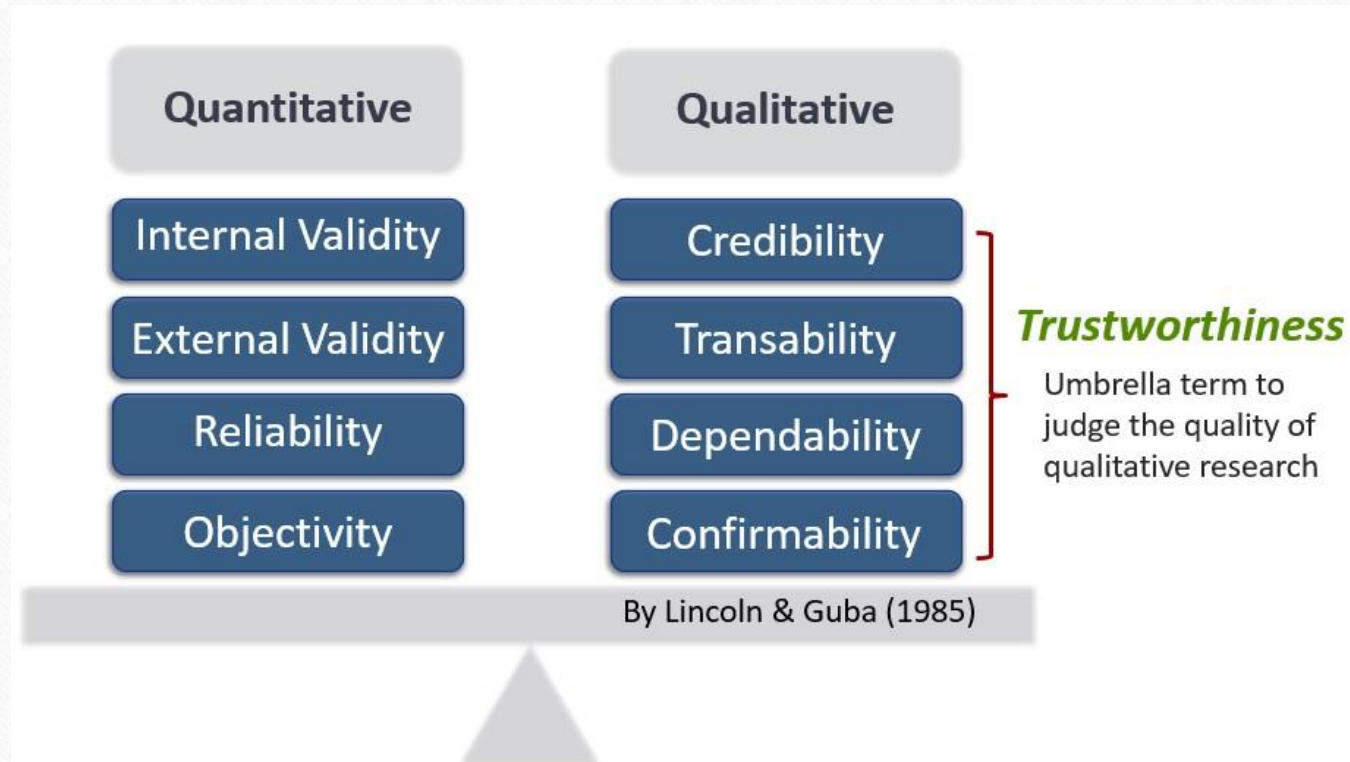 Quantitative
Qualitative
Internal Validity
Credibility
External Validity
Transability
Reliability
Dependability
Objectivity
Confirmability
Trustworthiness
Umbrella term to
judge the quality of
qualitative research
By Lincoln & Guba (1985)